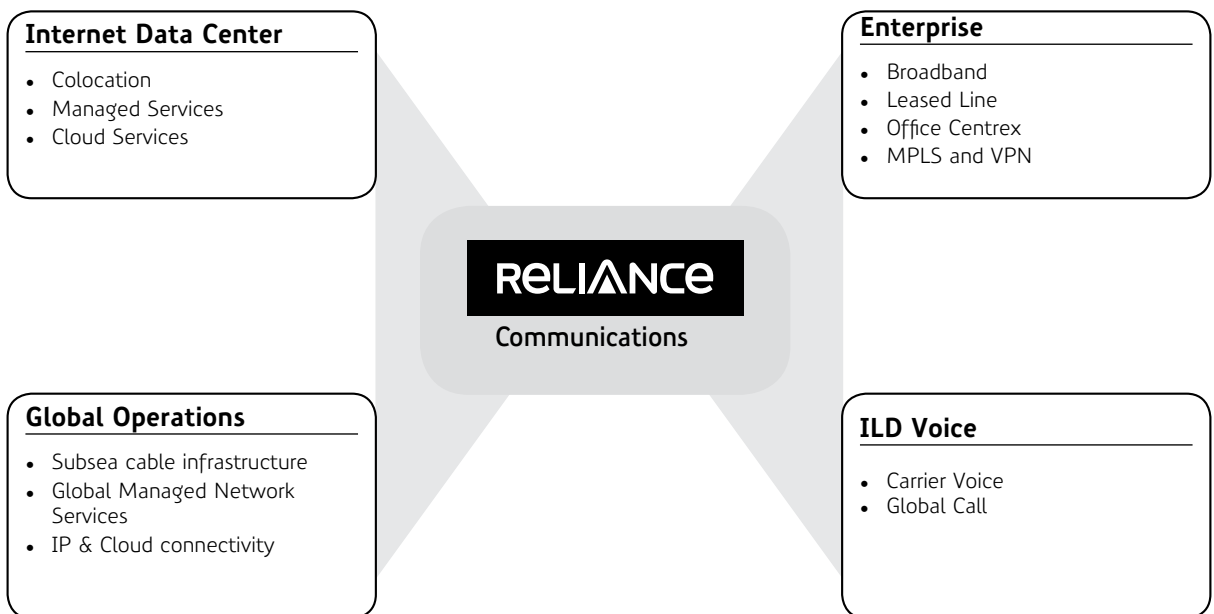 Internet Data Center
• Colocation
• Managed Services
• Cloud Services
Enterprise
• Broadband
• Leased Line
• Office Centrex
• MPLS and VPN
ReLIANCe
Communications
Global Operations
• Subsea cable infrastructure
• Global Managed Network
Services
• IP & Cloud connectivity
ILD Voice
• Carrier Voice
• Global Call